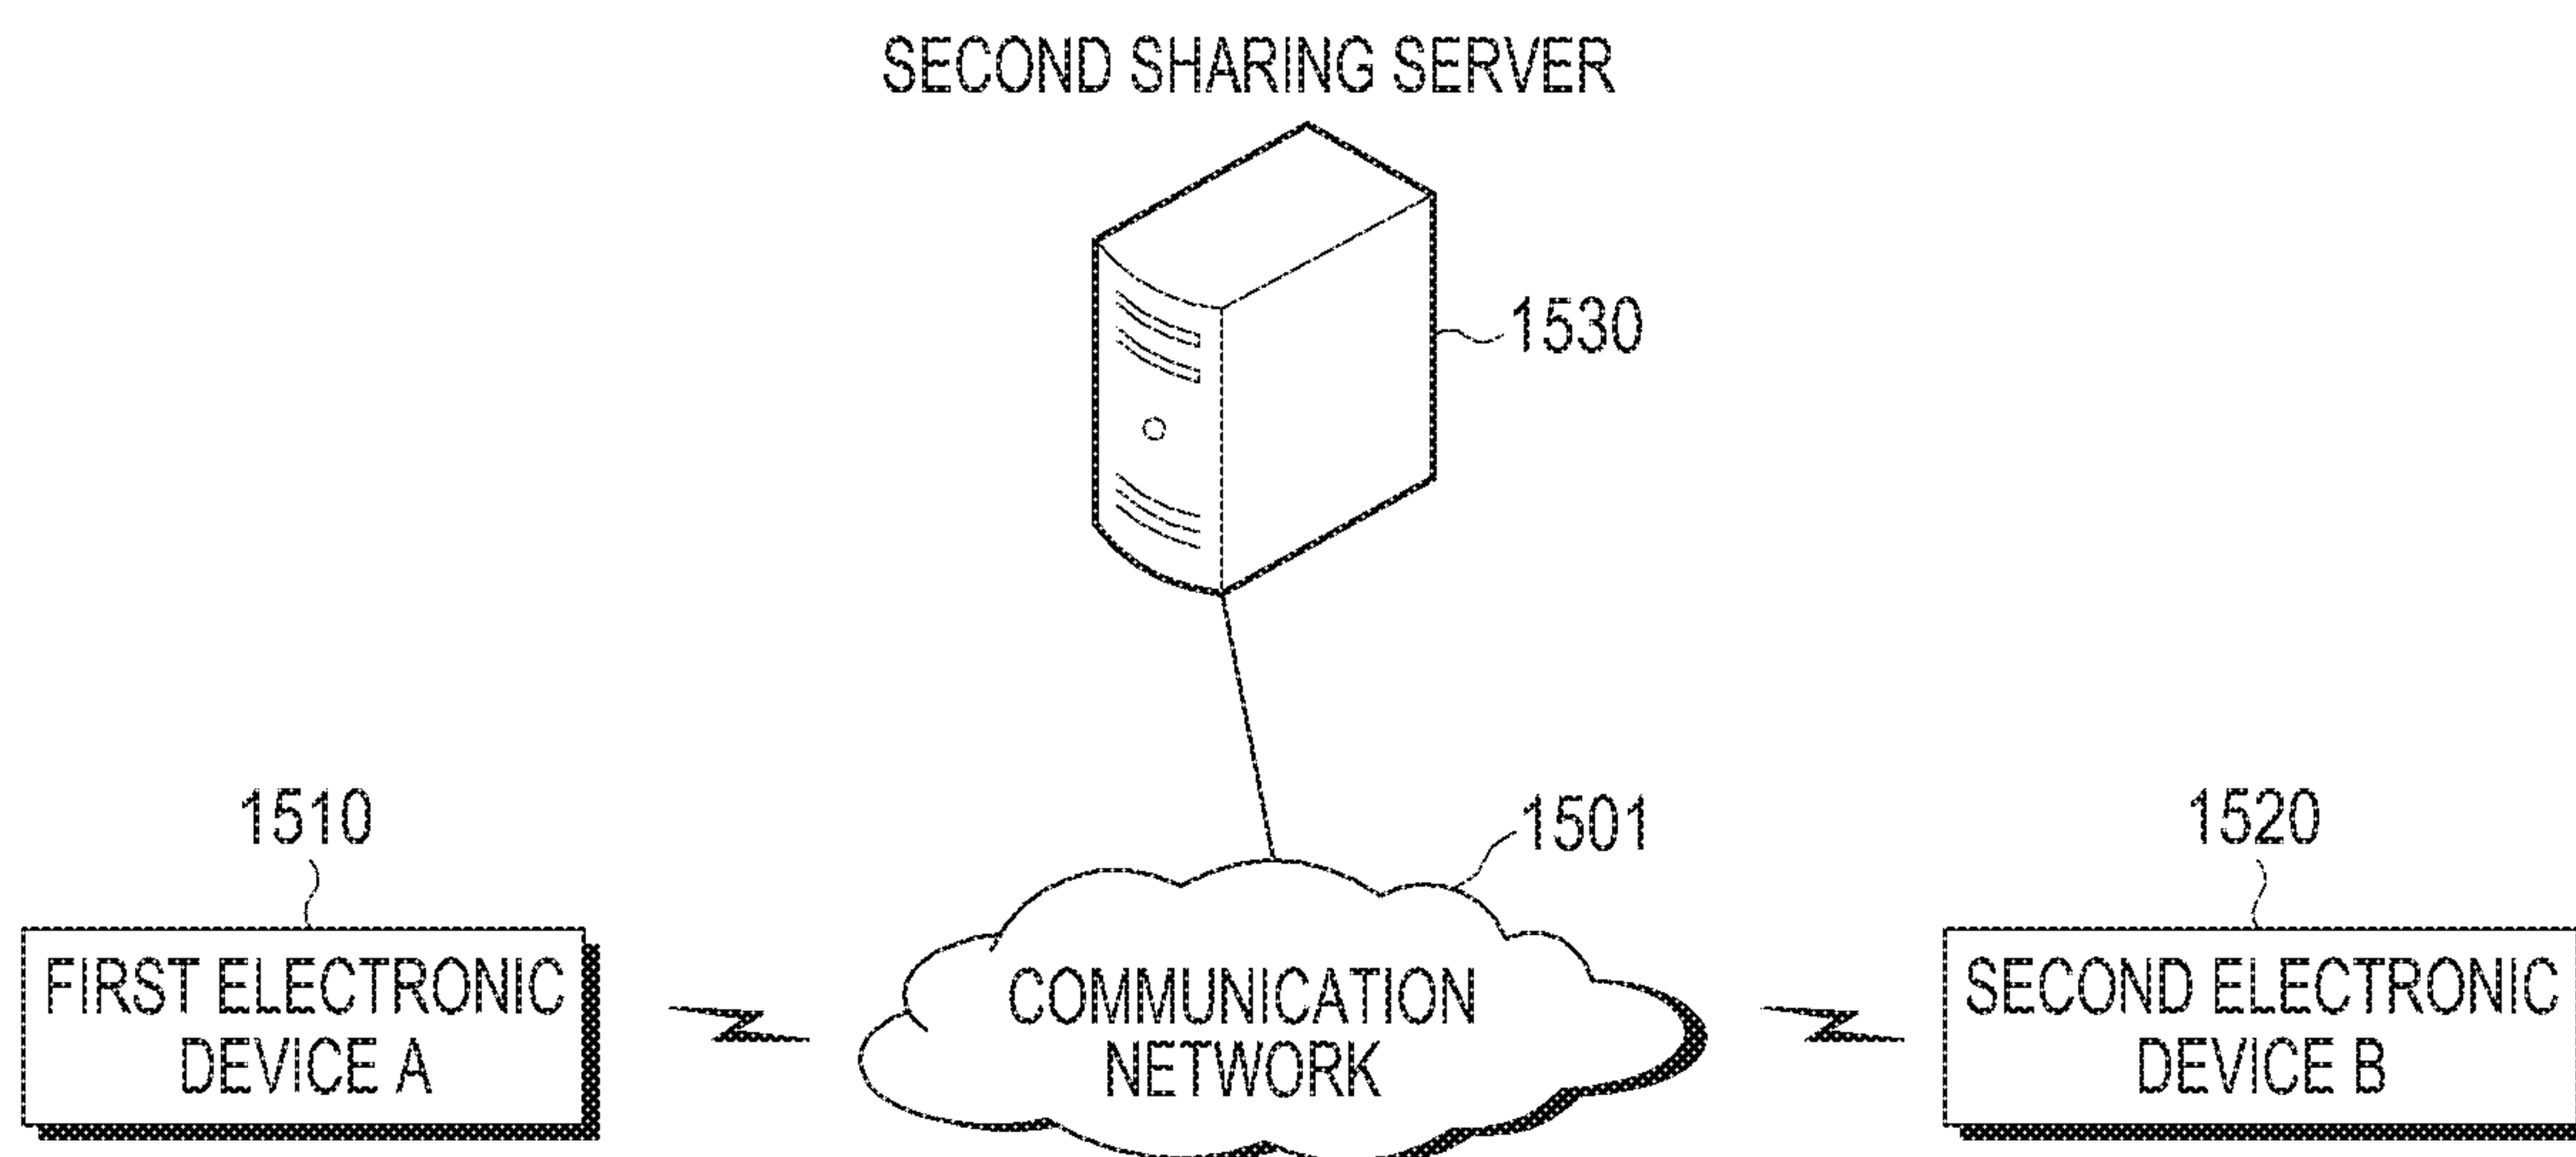 SECOND SHARING SERVER
1530
1510
1501
1520
FIRST ELECTRONIC
DEVICE A
COMMUNICATION
NETWORK
SECOND ELECTRONIC
DEVICE B